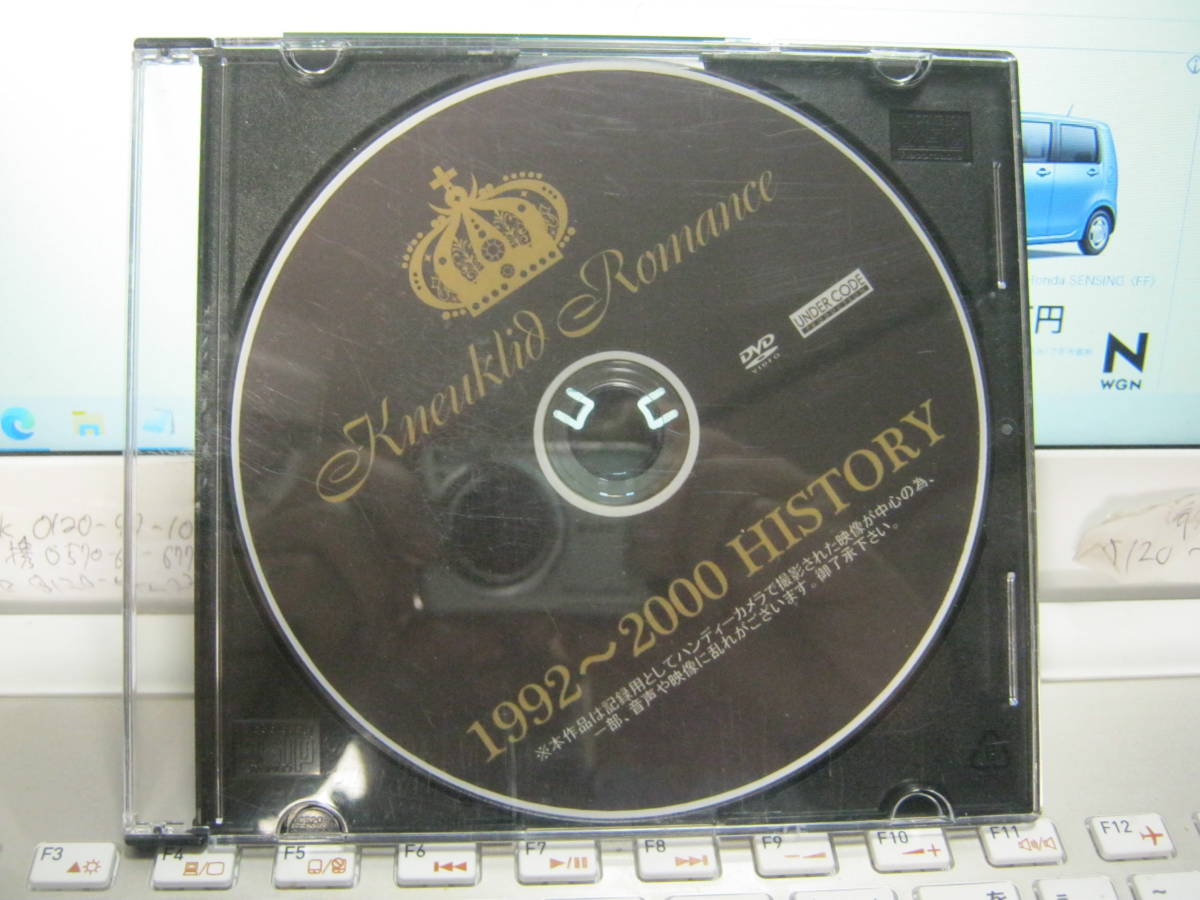 Kneuklid Romance
DVD
VIDEO
UNDER CODE
1992〜2000 HISTORY
※本作品は記録用としてハンディーカメラで撮影された映像が中心の為、
一部、音声や映像に乱れがございます。御了承下さい。
Honda SENSING〈FF〉
万円
N
WGN
F3
F4
F5
F6
F7
F8
F9
F10
F11
F12
を